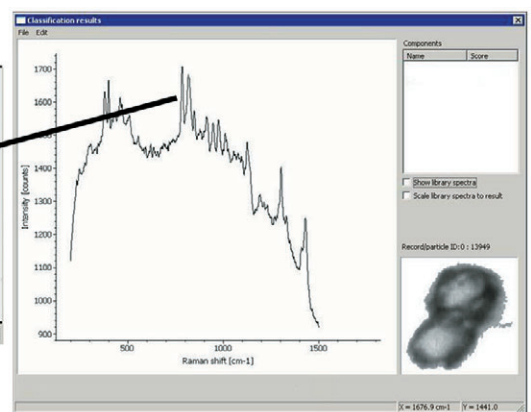 Classification results
File Edit
Components
Name Score
1700
1600
1500
1400
1300
1200
1100
1000
900
Intensity [counts]
500 1000 1500
Raman shift [cm-1]
Show library spectra
Scale library spectra to result
Record/particle ID:0 : 13949
X = 1676.9 cm-1 Y = 1441.0